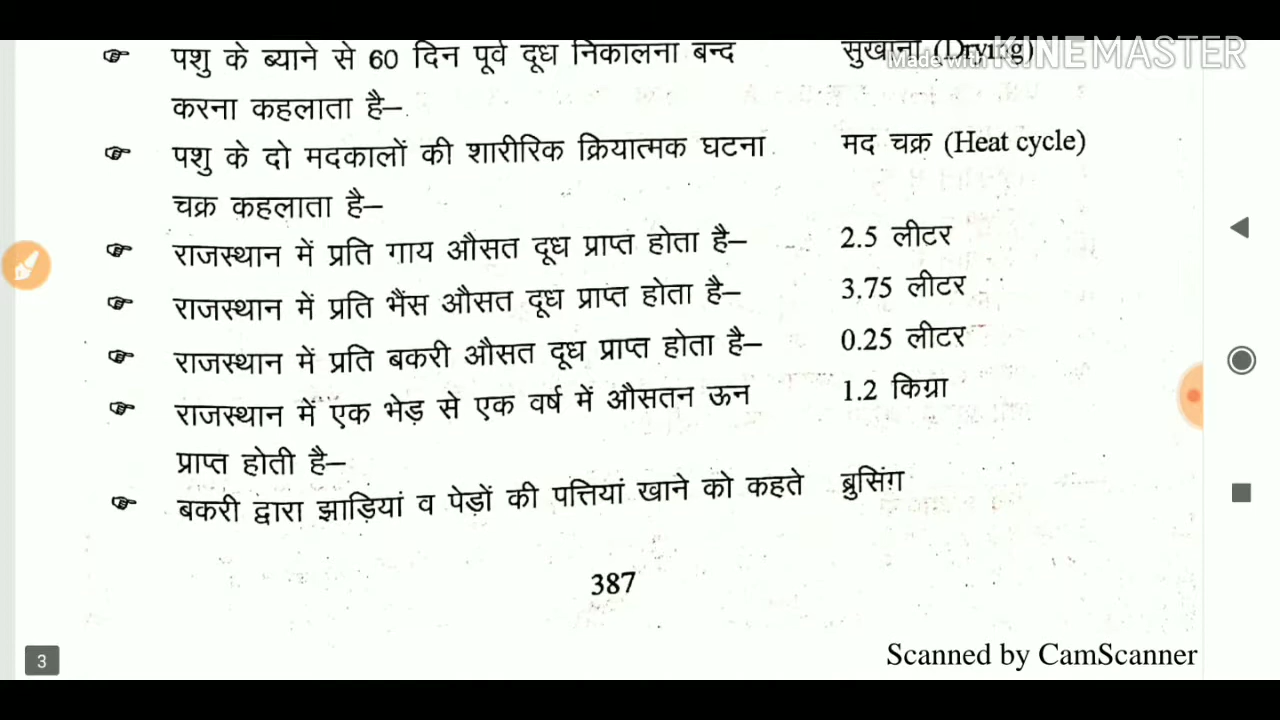 ☞ पशु के ब्याने से 60 दिन पूर्व दूध निकालना बन्द सुखाना (Drying)
Made with KINEMASTER
करना कहलाता है–
☞ पशु के दो मदकालों की शारीरिक क्रियात्मक घटना मद चक्र (Heat cycle)
चक्र कहलाता है–
☞ राजस्थान में प्रति गाय औसत दूध प्राप्त होता है– 2.5 लीटर
☞ राजस्थान में प्रति भैंस औसत दूध प्राप्त होता है– 3.75 लीटर
☞ राजस्थान में प्रति बकरी औसत दूध प्राप्त होता है– 0.25 लीटर
☞ राजस्थान में एक भेड़ से एक वर्ष में औसतन ऊन 1.2 किग्रा
प्राप्त होती है–
☞ बकरी द्वारा झाड़ियां व पेड़ों की पत्तियां खाने को कहते ब्रुसिंग़
387
3
Scanned by CamScanner